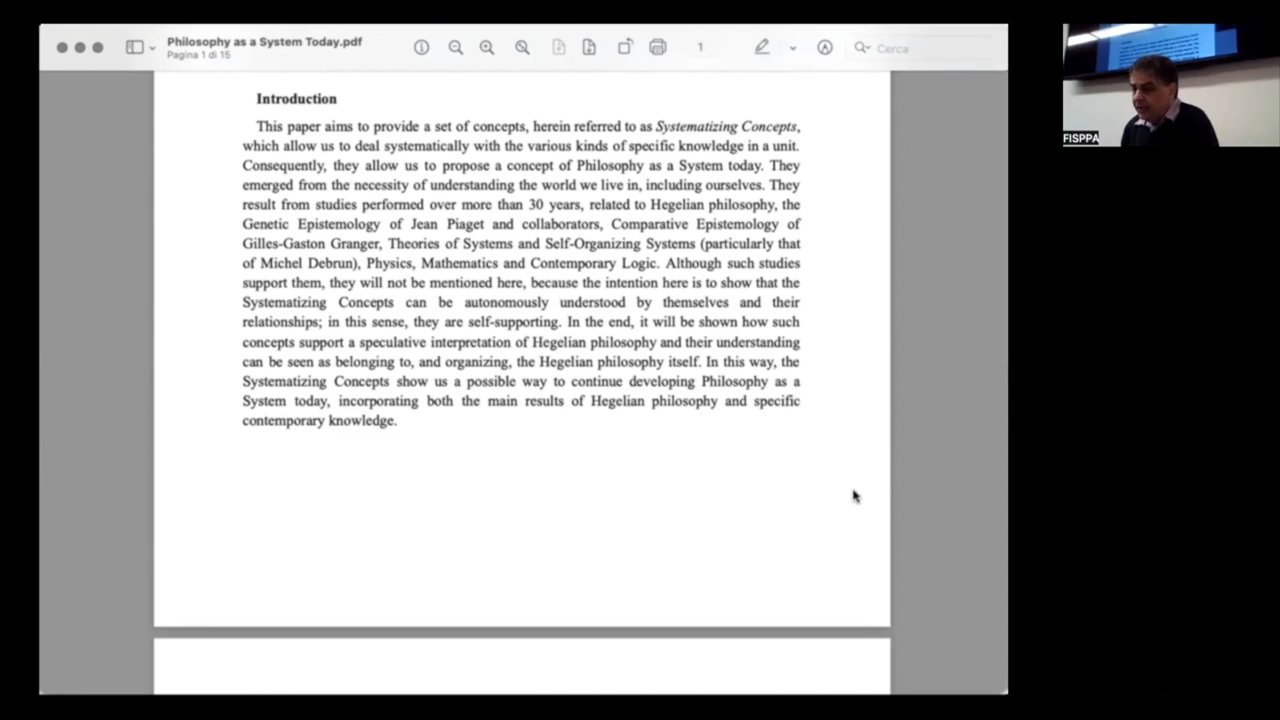 Philosophy as a System Today.pdf
Pagina 1 di 15
1
Cerca
Introduction
This paper aims to provide a set of concepts, herein referred to as Systematizing Concepts,
which allow us to deal systematically with the various kinds of specific knowledge in a unit.
Consequently, they allow us to propose a concept of Philosophy as a System today. They
emerged from the necessity of understanding the world we live in, including ourselves. They
result from studies performed over more than 30 years, related to Hegelian philosophy, the
Genetic Epistemology of Jean Piaget and collaborators, Comparative Epistemology of
Gilles-Gaston Granger, Theories of Systems and Self-Organizing Systems (particularly that
of Michel Debrun), Physics, Mathematics and Contemporary Logic. Although such studies
support them, they will not be mentioned here, because the intention here is to show that the
Systematizing Concepts can be autonomously understood by themselves and their
relationships; in this sense, they are self-supporting. In the end, it will be shown how such
concepts support a speculative interpretation of Hegelian philosophy and their understanding
can be seen as belonging to, and organizing, the Hegelian philosophy itself. In this way, the
Systematizing Concepts show us a possible way to continue developing Philosophy as a
System today, incorporating both the main results of Hegelian philosophy and specific
contemporary knowledge.
FISPPA